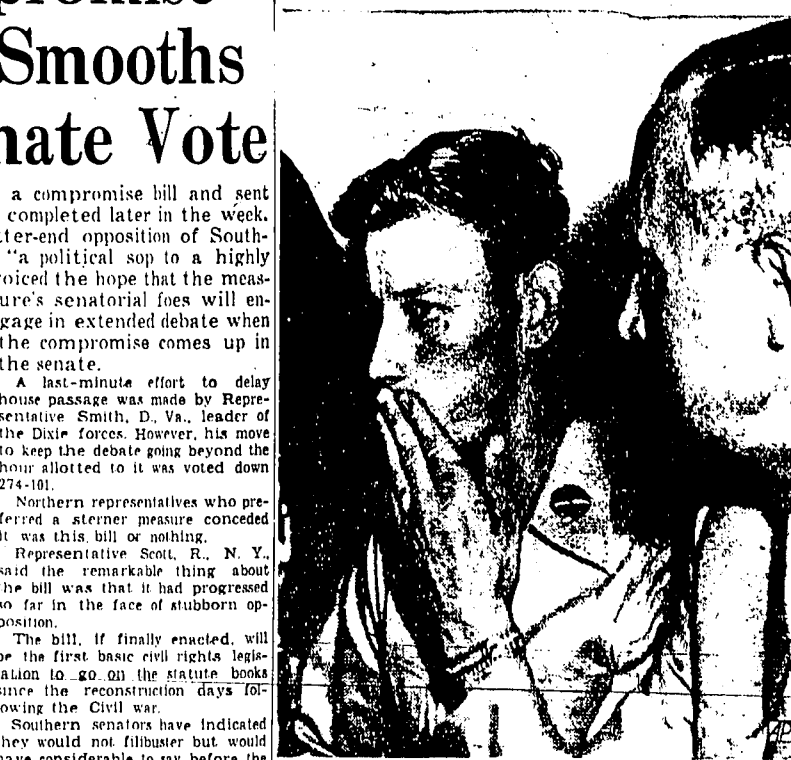 Smooths
nate Vote
a compromise bill and sent
completed later in the week.
tter-end opposition of South-
"a political sop to a highly
voiced the hope that the meas-
ure's senatorial foes will en-
gage in extended debate when
the compromise comes up in
the senate.
A last-minute effort to delay
house passage was made by Repre-
sentative Smith, D., Va., leader of
the Dixie forces. However, his move
to keep the debate going beyond the
hour allotted to it was voted down
274-101.
Northern representatives who pre-
ferred a sterner measure conceded
it was this bill or nothing.
Representative Scott, R., N. Y.,
said the remarkable thing about
the bill was that it had progressed
so far in the face of stubborn op-
position.
The bill, if finally enacted, will
be the first basic civil rights legis-
lation to go on the statute books
since the reconstruction days fol-
lowing the Civil war.
Southern senators have indicated
they would not filibuster but would
have considerable to say before the
AP